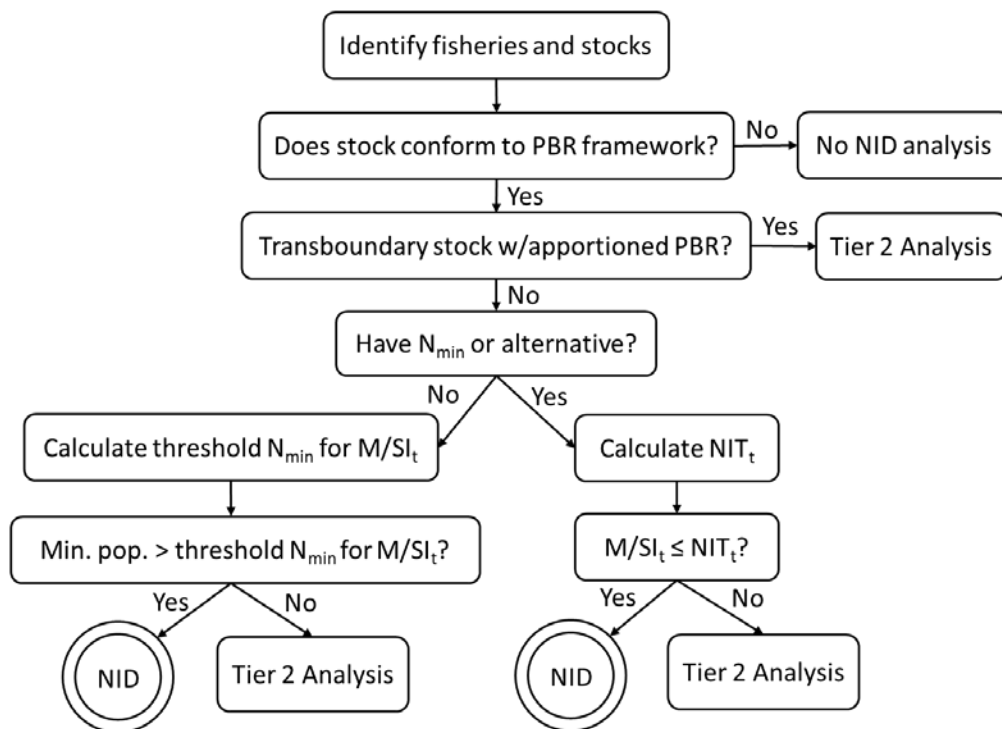 Identify fisheries and stocks
Does stock conform to PBR framework?
No
No NID analysis
Yes
Transboundary stock w/apportioned PBR?
Yes
Tier 2 Analysis
No
Have Nmin or alternative?
No
Yes
Calculate threshold Nmin for M/SIt
Calculate NITt
Min. pop. > threshold Nmin for M/SIt?
M/SIt ≤ NITt?
Yes
No
Yes
No
NID
Tier 2 Analysis
NID
Tier 2 Analysis